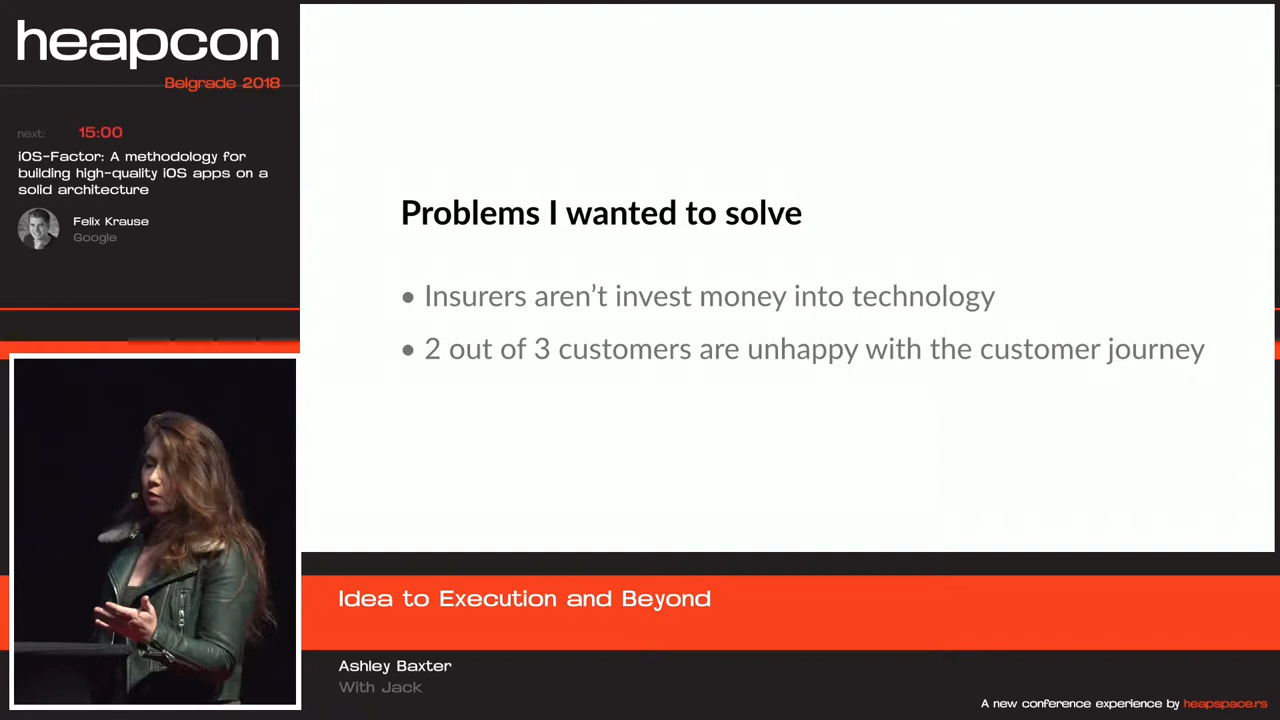 heapcon
Belgrade 2018
next: 15:00
iOS-Factor: A methodology for
building high-quality iOS apps on a
solid architecture
Felix Krause
Google
Problems I wanted to solve
• Insurers aren’t invest money into technology
• 2 out of 3 customers are unhappy with the customer journey
Idea to Execution and Beyond
Ashley Baxter
With Jack
A new conference experience by heapspace.rs